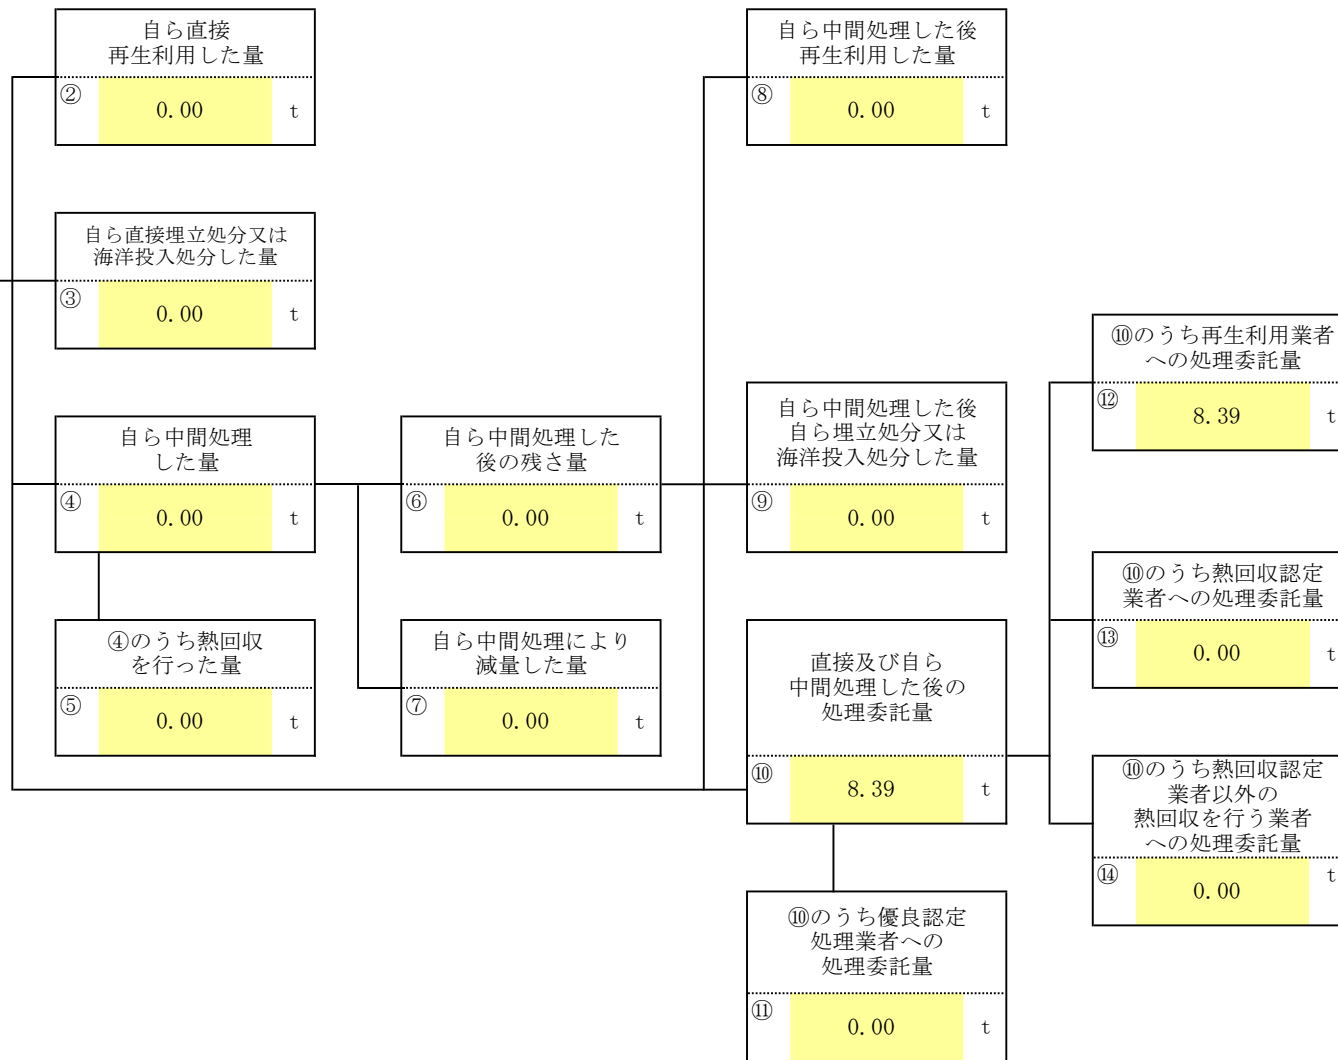 自ら直接
再生利用した量
②
0.00
t
自ら中間処理した後
再生利用した量
⑧
0.00
t
自ら直接埋立処分又は
海洋投入処分した量
③
0.00
t
⑩のうち再生利用業者
への処理委託量
⑫
8.39
t
自ら中間処理
した量
④
0.00
t
自ら中間処理した
後の残さ量
⑥
0.00
t
自ら中間処理した後
自ら埋立処分又は
海洋投入処分した量
⑨
0.00
t
⑩のうち熱回収認定
業者への処理委託量
⑬
0.00
t
④のうち熱回収
を行った量
⑤
0.00
t
自ら中間処理により
減量した量
⑦
0.00
t
直接及び自ら
中間処理した後の
処理委託量
⑩
8.39
t
⑩のうち熱回収認定
業者以外の
熱回収を行う業者
への処理委託量
⑭
0.00
t
⑩のうち優良認定
処理業者への
処理委託量
⑪
0.00
t